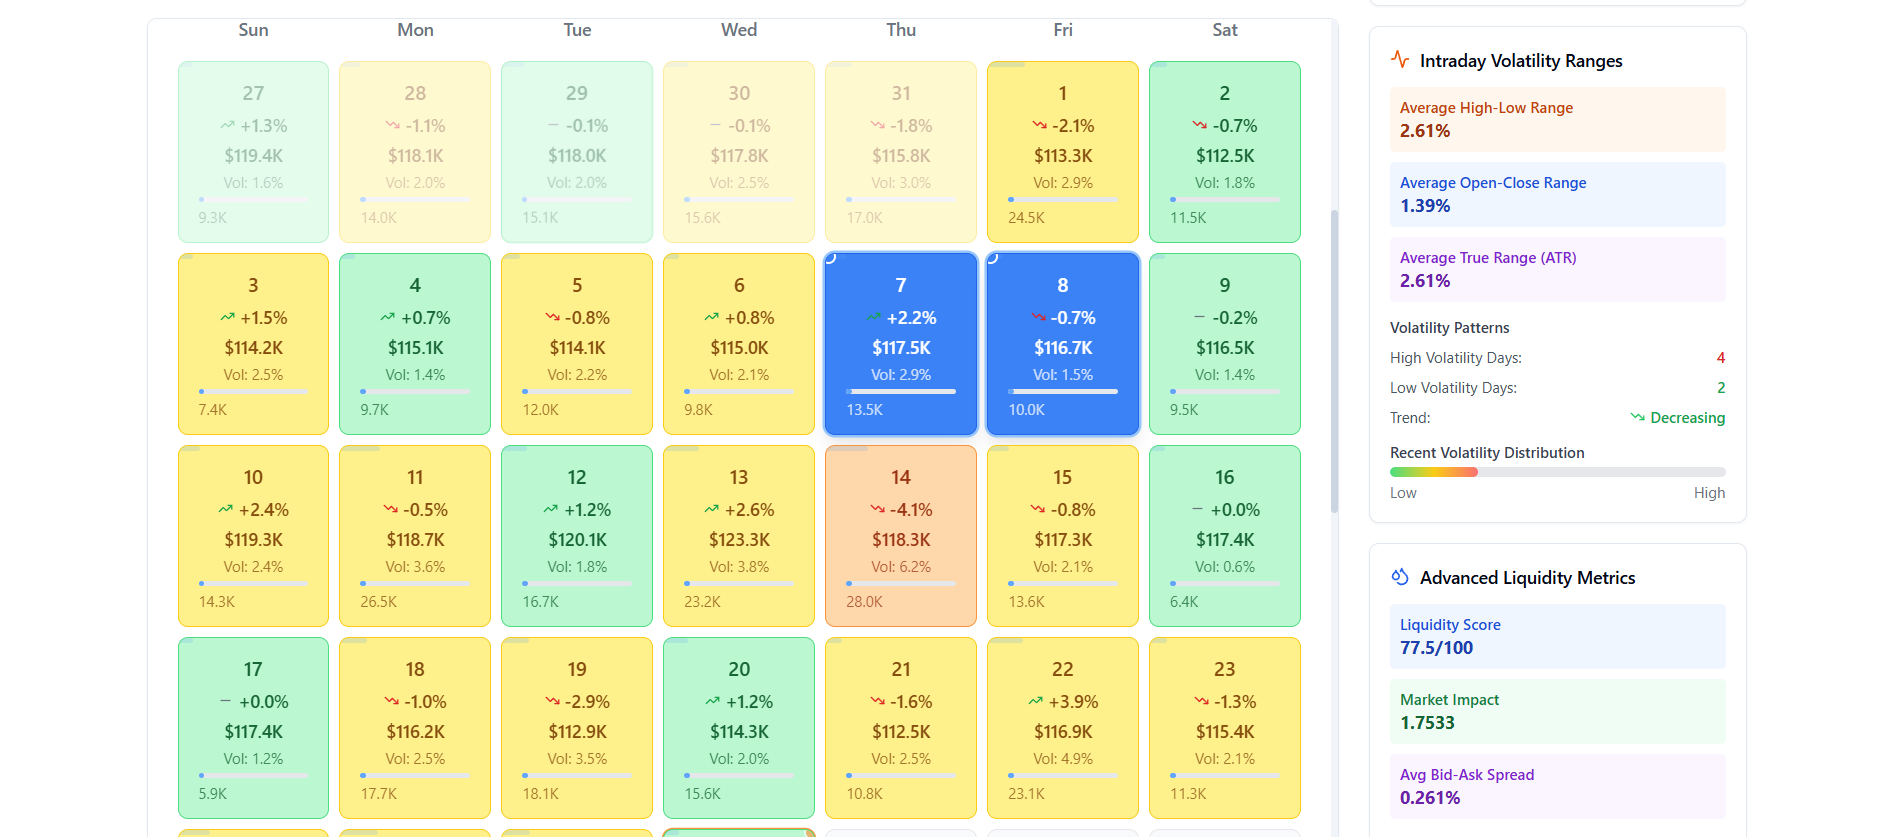 Sun Mon Tue Wed Thu Fri Sat
27 28 29 30 31 1 2
+1.3% -1.1% -0.1% -0.1% -1.8% -2.1% -0.7%
$119.4K $118.1K $118.0K $117.8K $115.8K $113.3K $112.5K
Vol: 1.6% Vol: 2.0% Vol: 2.0% Vol: 2.5% Vol: 3.0% Vol: 2.9% Vol: 1.8%
9.3K 14.0K 15.1K 15.6K 17.0K 24.5K 11.5K
3 4 5 6 7 8 9
+1.5% +0.7% -0.8% +0.8% +2.2% -0.7% -0.2%
$114.2K $115.1K $114.1K $115.0K $117.5K $116.7K $116.5K
Vol: 2.5% Vol: 1.4% Vol: 2.2% Vol: 2.1% Vol: 2.9% Vol: 1.5% Vol: 1.4%
7.4K 9.7K 12.0K 9.8K 13.5K 10.0K 9.5K
10 11 12 13 14 15 16
+2.4% -0.5% +1.2% +2.6% -4.1% -0.8% +0.0%
$119.3K $118.7K $120.1K $123.3K $118.3K $117.3K $117.4K
Vol: 2.4% Vol: 3.6% Vol: 1.8% Vol: 3.8% Vol: 6.2% Vol: 2.1% Vol: 0.6%
14.3K 26.5K 16.7K 23.2K 28.0K 13.6K 6.4K
17 18 19 20 21 22 23
+0.0% -1.0% -2.9% +1.2% -1.6% +3.9% -1.3%
$117.4K $116.2K $112.9K $114.3K $112.5K $116.9K $115.4K
Vol: 1.2% Vol: 2.5% Vol: 3.5% Vol: 2.0% Vol: 2.5% Vol: 4.9% Vol: 2.1%
5.9K 17.7K 18.1K 15.6K 10.8K 23.1K 11.3K
Intraday Volatility Ranges
Average High-Low Range
2.61%
Average Open-Close Range
1.39%
Average True Range (ATR)
2.61%
Volatility Patterns
High Volatility Days: 4
Low Volatility Days: 2
Trend: Decreasing
Recent Volatility Distribution
Low High
Advanced Liquidity Metrics
Liquidity Score
77.5/100
Market Impact
1.7533
Avg Bid-Ask Spread
0.261%